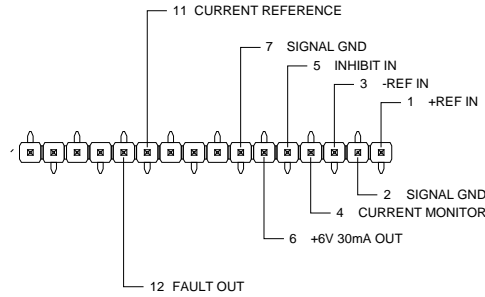 11 CURRENT REFERENCE
7 SIGNAL GND
5 INHIBIT IN
3 -REF IN
1 +REF IN
2 SIGNAL GND
4 CURRENT MONITOR
6 +6V 30mA OUT
12 FAULT OUT